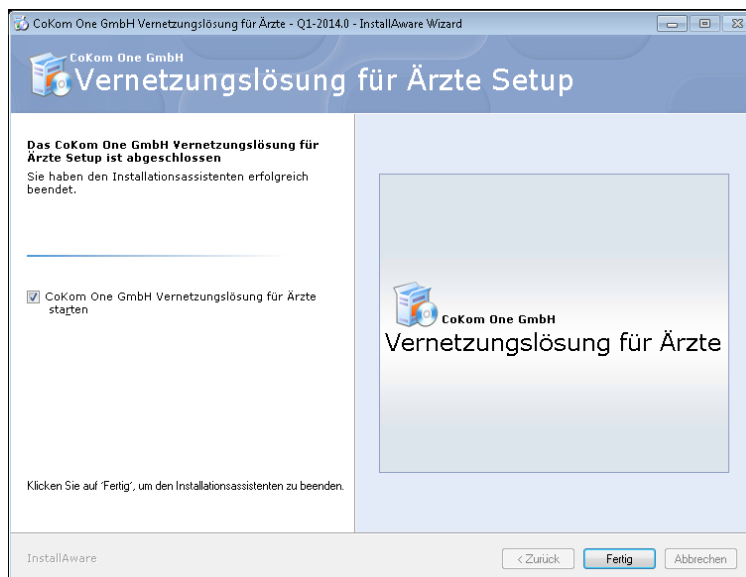 CoKom One GmbH Vernetzungslösung für Ärzte - Q1-2014.0 - InstallAware Wizard
CoKom One GmbH
Vernetzungslösung für Ärzte Setup
Das CoKom One GmbH Vernetzungslösung für
Ärzte Setup ist abgeschlossen
Sie haben den Installationsassistenten erfolgreich
beendet.
CoKom One GmbH Vernetzungslösung für Ärzte
starten
CoKom One GmbH
Vernetzungslösung für Ärzte
Klicken Sie auf 'Fertig', um den Installationsassistenten zu beenden.
InstallAware
< Zurück
Fertig
Abbrechen